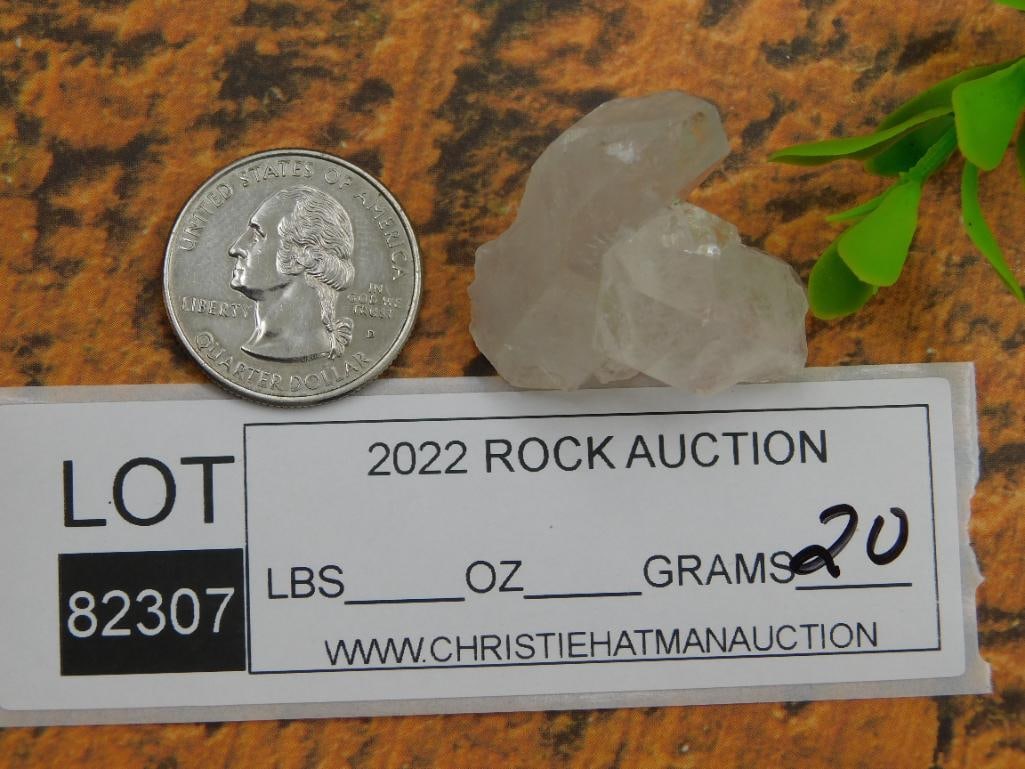 UNITED STATES OF AMERICA
LIBERTY
IN
GOD WE
TRUST
D
QUARTER DOLLAR
LOT
82307
2022 ROCK AUCTION
LBS_____OZ_____GRAMS 20
WWW.CHRISTIEHATMANAUCTION